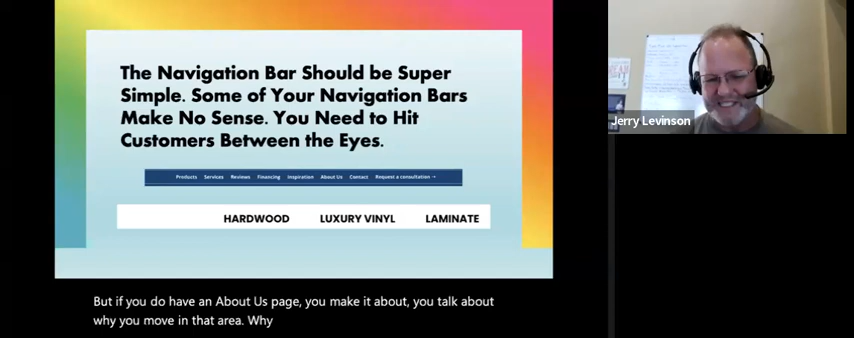 The Navigation Bar Should be Super
Simple. Some of Your Navigation Bars
Make No Sense. You Need to Hit
Customers Between the Eyes.
Products Services Reviews Financing Inspiration About Us Contact Request a consultation →
HARDWOOD LUXURY VINYL LAMINATE
Jerry Levinson
But if you do have an About Us page, you make it about, you talk about
why you move in that area. Why